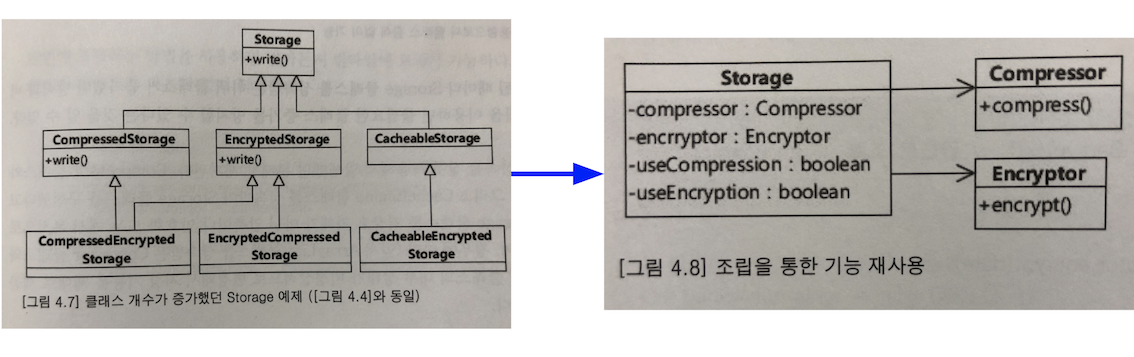 Storage
+write()
CompressedStorage
+write()
EncryptedStorage
+write()
CacheableStorage
CompressedEncrypted
Storage
EncryptedCompressed
Storage
CacheableEncrypted
Storage
[그림 4.7] 클래스 개수가 증가했던 Storage 예제 ([그림 4.4]와 동일)
Storage
-compressor : Compressor
-encrryptor : Encryptor
-useCompression : boolean
-useEncryption : boolean
Compressor
+compress()
Encryptor
+encrypt()
[그림 4.8] 조립을 통한 기능 재사용